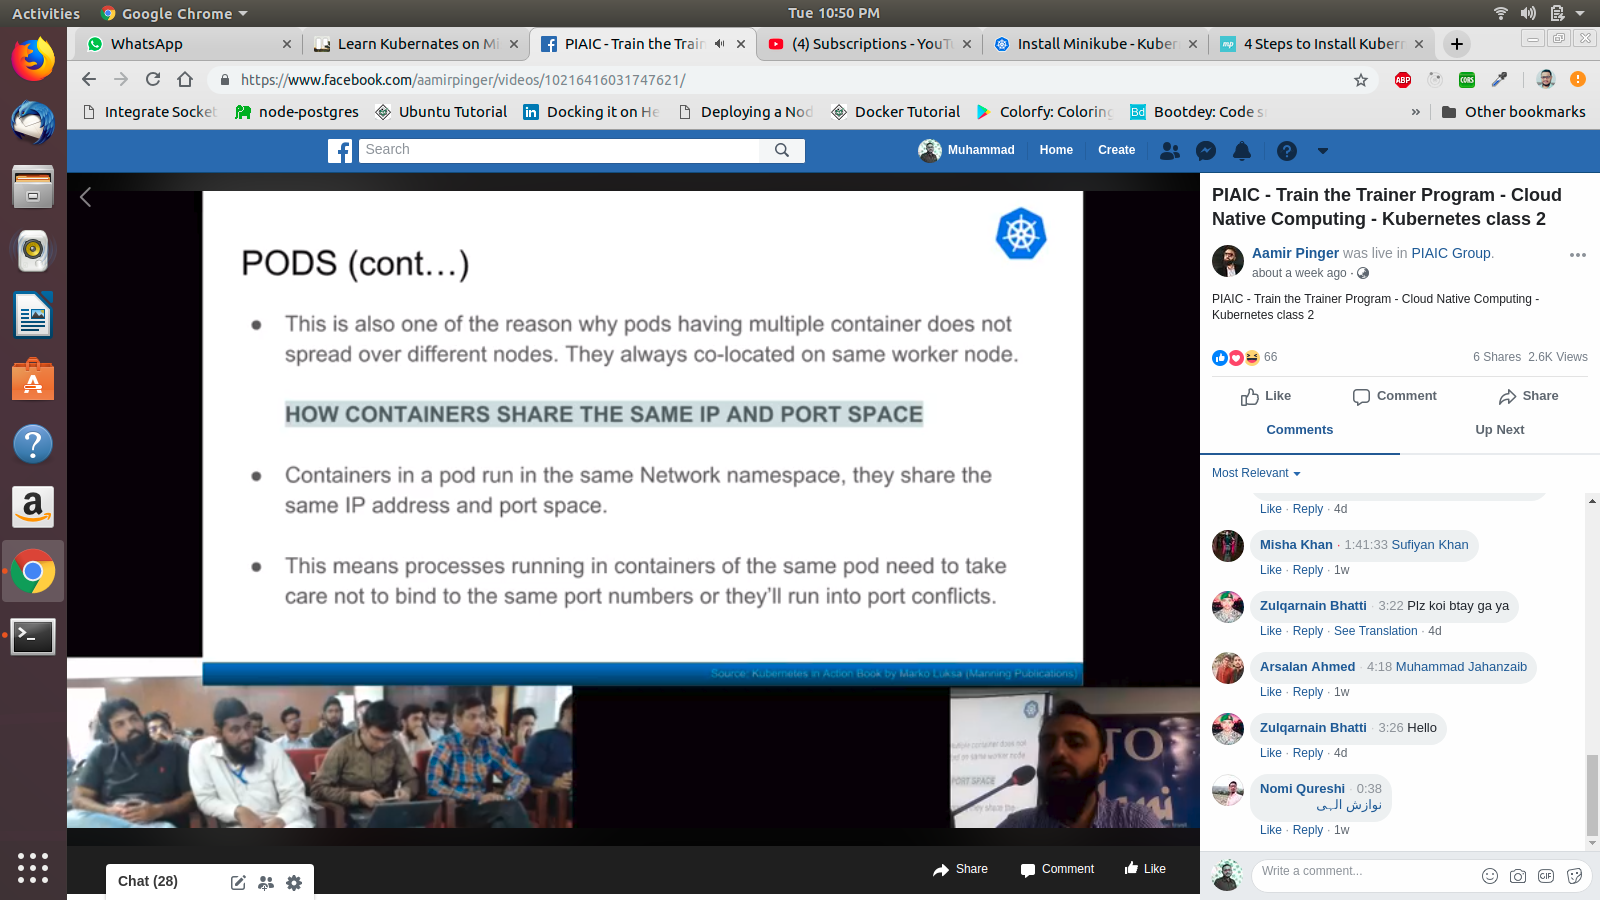 Activities
Google Chrome
Tue 10:50 PM
WhatsApp
Learn Kubernates on Mi
PIAIC - Train the Train
(4) Subscriptions - YouTu
Install Minikube - Kuber
4 Steps to Install Kubern
https://www.facebook.com/aamirpinger/videos/10216416031747621/
ABP
CORS
Integrate Socket
node-postgres
Ubuntu Tutorial
Docking it on He
Deploying a Nod
Docker Tutorial
Colorfy: Coloring
Bootdey: Code s
»
Other bookmarks
Search
Muhammad
Home
Create
PODS (cont...)
● This is also one of the reason why pods having multiple container does not
spread over different nodes. They always co-located on same worker node.
HOW CONTAINERS SHARE THE SAME IP AND PORT SPACE
● Containers in a pod run in the same Network namespace, they share the
same IP address and port space.
● This means processes running in containers of the same pod need to take
care not to bind to the same port numbers or they'll run into port conflicts.
Source: Kubernetes in Action Book by Marko Luksa (Manning Publications)
Share
Comment
Like
Chat (28)
PIAIC - Train the Trainer Program - Cloud
Native Computing - Kubernetes class 2
Aamir Pinger was live in PIAIC Group.
about a week ago ·
PIAIC - Train the Trainer Program - Cloud Native Computing -
Kubernetes class 2
66
6 Shares 2.6K Views
Like
Comment
Share
Comments
Up Next
Most Relevant
Like · Reply · 4d
Misha Khan · 1:41:33 Sufiyan Khan
Like · Reply · 1w
Zulqarnain Bhatti · 3:22 Plz koi btay ga ya
Like · Reply · See Translation · 4d
Arsalan Ahmed · 4:18 Muhammad Jahanzaib
Like · Reply · 1w
Zulqarnain Bhatti · 3:26 Hello
Like · Reply · 4d
Nomi Qureshi · 0:38
نوازش الہی
Like · Reply · 1w
Write a comment...
GIF